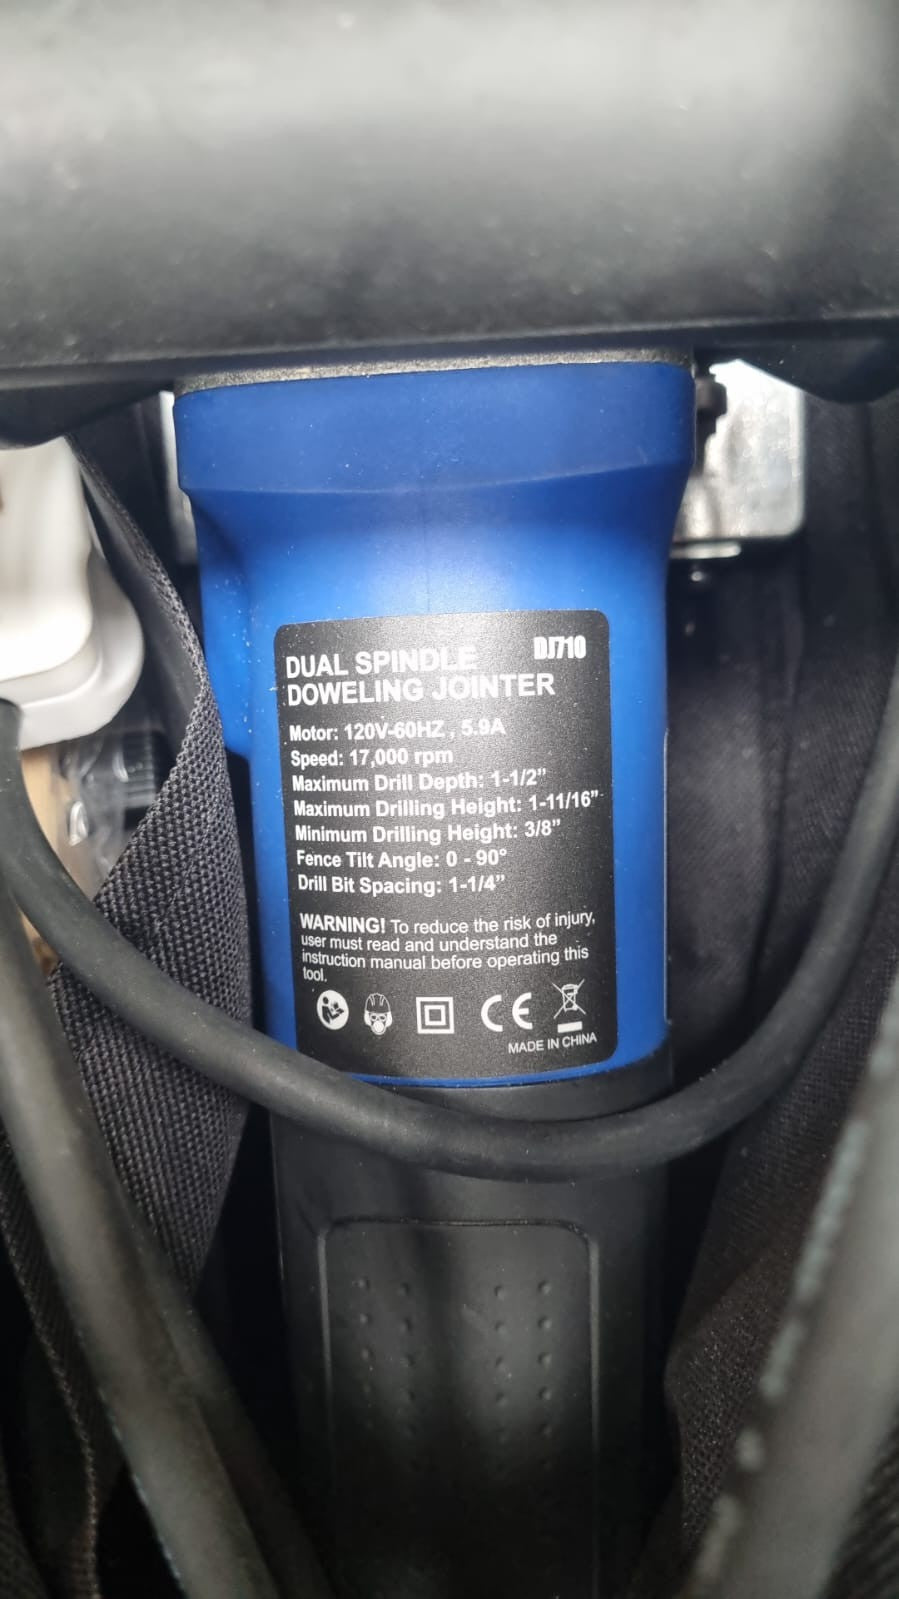 DUAL SPINDLE DJ710
DOWELING JOINTER
Motor: 120V-60HZ , 5.9A
Speed: 17,000 rpm
Maximum Drill Depth: 1-1/2”
Maximum Drilling Height: 1-11/16”
Minimum Drilling Height: 3/8”
Fence Tilt Angle: 0 - 90°
Drill Bit Spacing: 1-1/4”
WARNING! To reduce the risk of injury,
user must read and understand the
instruction manual before operating this
tool.
CE
MADE IN CHINA